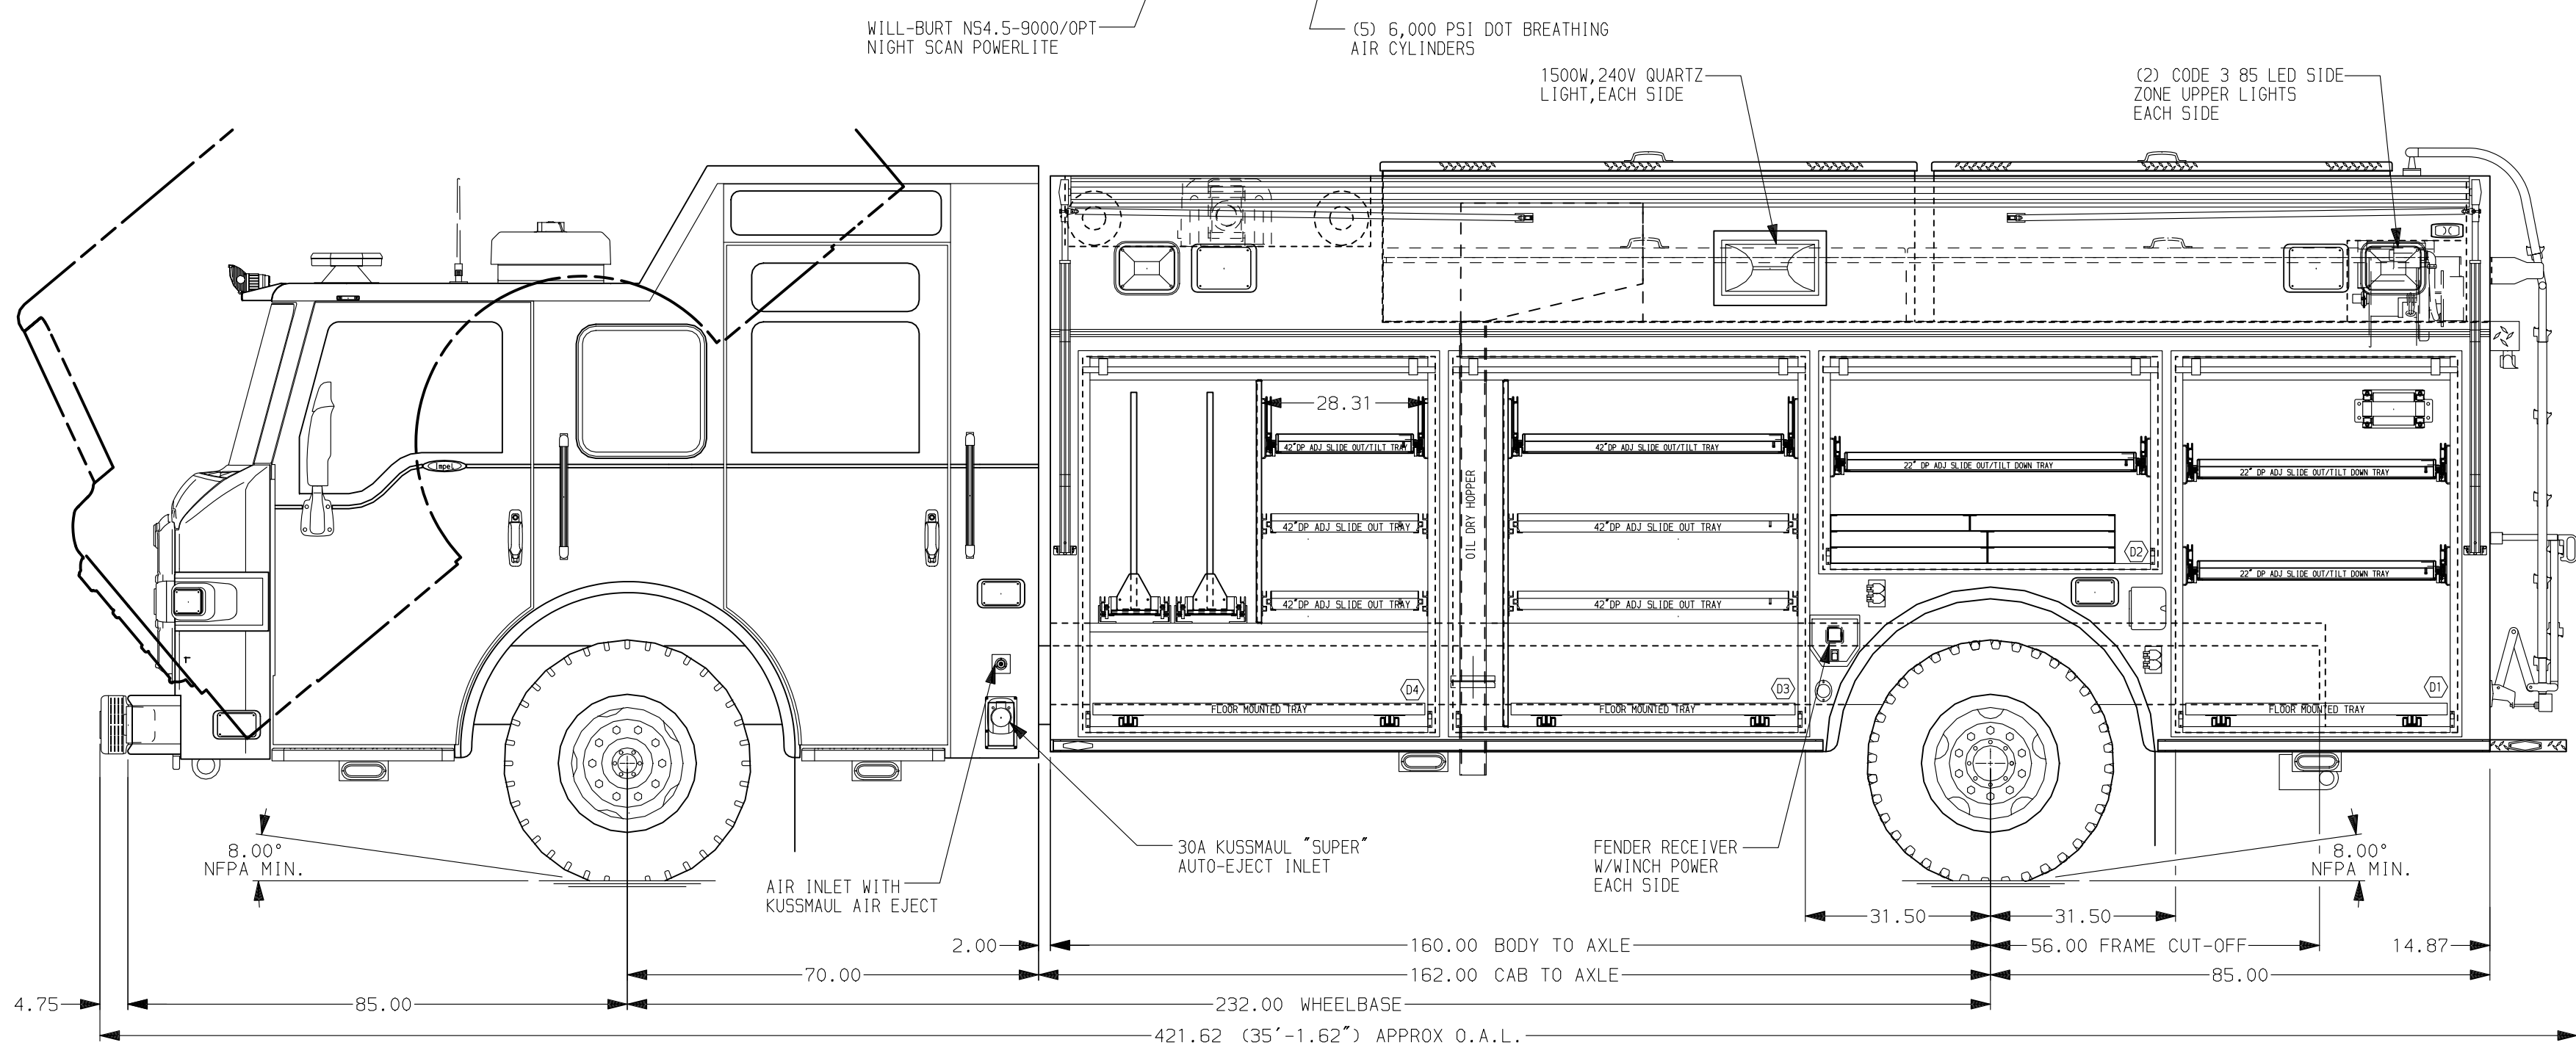 WILL-BURT NS4.5-9000/OPT
NIGHT SCAN POWERLITE
(5) 6,000 PSI DOT BREATHING
AIR CYLINDERS
1500W,240V QUARTZ
LIGHT,EACH SIDE
(2) CODE 3 85 LED SIDE
ZONE UPPER LIGHTS
EACH SIDE
28.31
Impel
42"DP ADJ SLIDE OUT/TILT TRAY
42"DP ADJ SLIDE OUT/TILT TRAY
22" DP ADJ SLIDE OUT/TILT DOWN TRAY
22" DP ADJ SLIDE OUT/TILT DOWN TRAY
OIL DRY HOPPER
42"DP ADJ SLIDE OUT TRAY
42"DP ADJ SLIDE OUT TRAY
D2
22" DP ADJ SLIDE OUT/TILT DOWN TRAY
42"DP ADJ SLIDE OUT TRAY
42"DP ADJ SLIDE OUT TRAY
D4
D3
D1
FLOOR MOUNTED TRAY
FLOOR MOUNTED TRAY
FLOOR MOUNTED TRAY
8.00°
NFPA MIN.
AIR INLET WITH
KUSSMAUL AIR EJECT
30A KUSSMAUL "SUPER"
AUTO-EJECT INLET
FENDER RECEIVER
W/WINCH POWER
EACH SIDE
8.00°
NFPA MIN.
31.50
31.50
2.00
160.00 BODY TO AXLE
56.00 FRAME CUT-OFF
14.87
70.00
162.00 CAB TO AXLE
85.00
4.75
85.00
232.00 WHEELBASE
421.62 (35'-1.62") APPROX O.A.L.